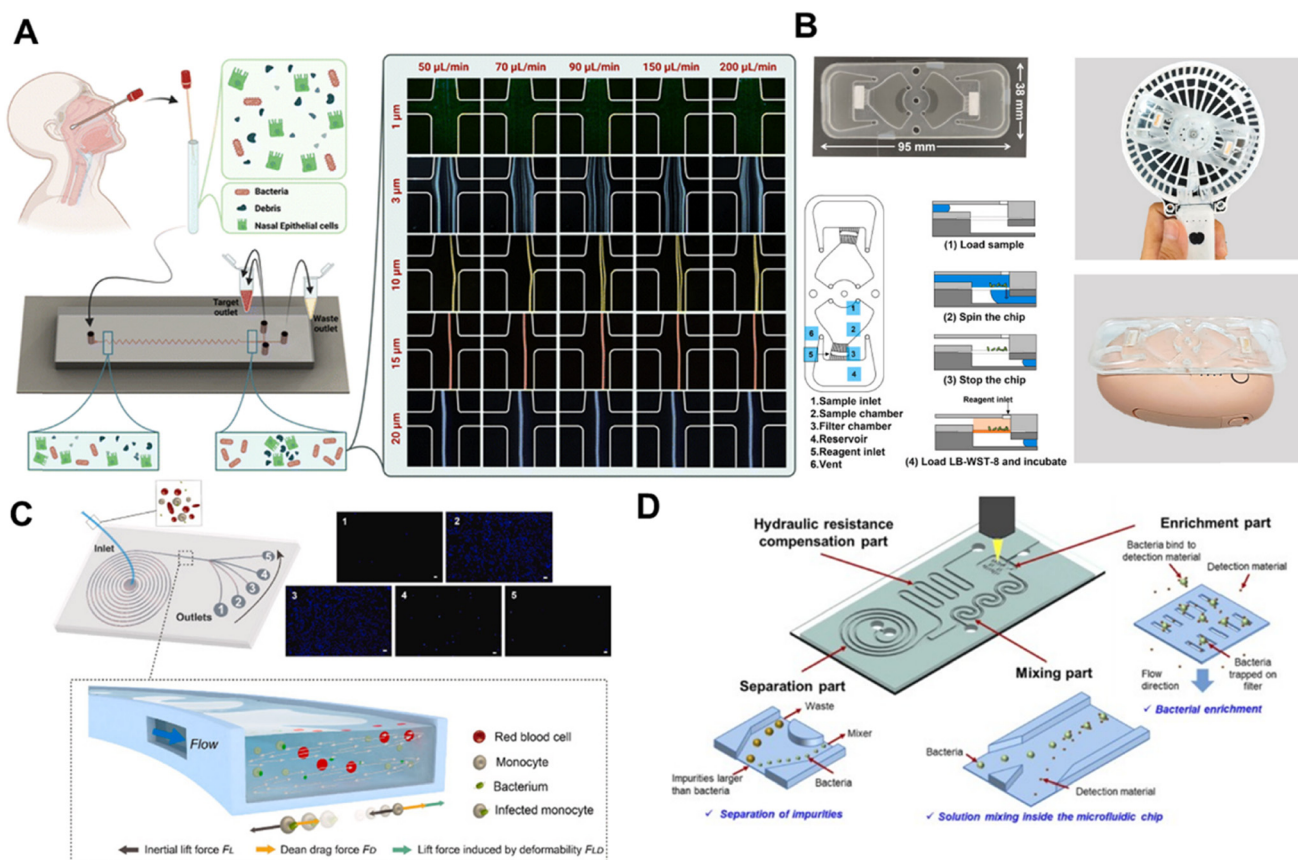 A
50 µL/min
70 µL/min
90 µL/min
150 µL/min
200 µL/min
1 µm
3 µm
10 µm
15 µm
20 µm
Bacteria
Debris
Nasal Epithelial cells
Target
outlet
Waste
outlet
B
38 mm
95 mm
1
2
3
4
5
6
1.Sample inlet
2.Sample chamber
3.Filter chamber
4.Reservoir
5.Reagent inlet
6.Vent
(1) Load sample
(2) Spin the chip
(3) Stop the chip
Reagent inlet
(4) Load LB-WST-8 and incubate
C
Inlet
Outlets
1
2
3
4
5
1
2
3
4
5
Flow
Red blood cell
Monocyte
Bacterium
Infected monocyte
Inertial lift force FL
Dean drag force FD
Lift force induced by deformability FLD
D
Hydraulic resistance
compensation part
Enrichment part
Separation part
Mixing part
Bacteria bind to
detection material
Detection material
Flow
direction
Bacteria
trapped on
filter
✓ Bacterial enrichment
Waste
Mixer
Impurities larger
than bacteria
Bacteria
✓ Separation of impurities
Bacteria
Detection material
✓ Solution mixing inside the microfluidic chip